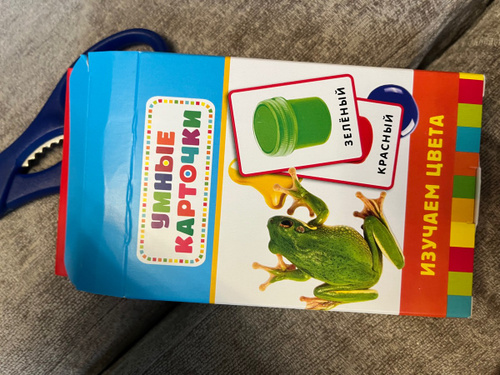 УМНЫЕ
КАРТОЧКИ
ЗЕЛЁНЫЙ
КРАСНЫЙ
ИЗУЧАЕМ ЦВЕТА